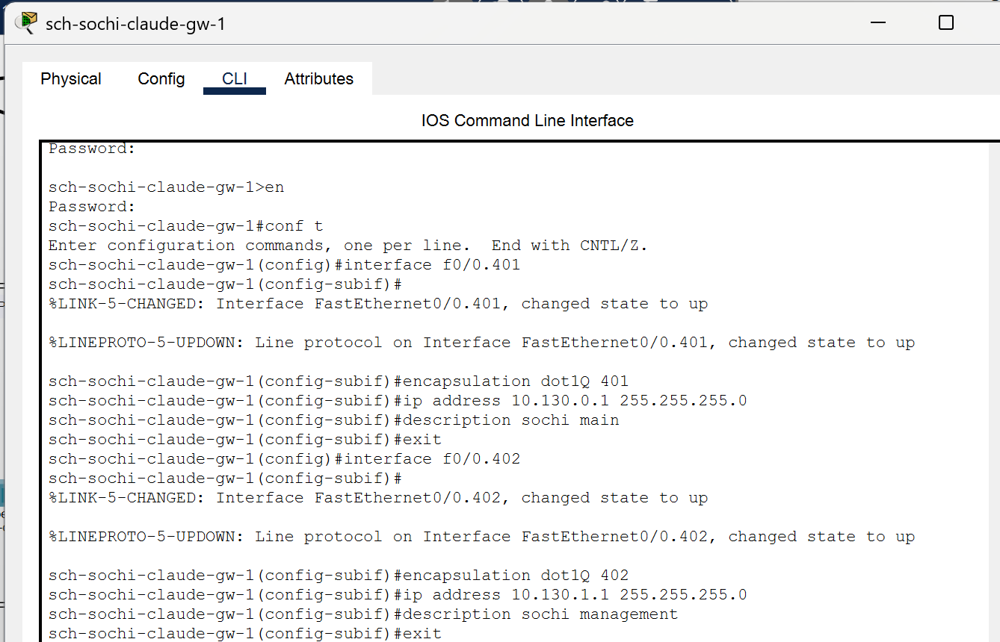 sch-sochi-claude-gw-1
Physical Config CLI Attributes
IOS Command Line Interface
Password:
sch-sochi-claude-gw-1>en
Password:
sch-sochi-claude-gw-1#conf t
Enter configuration commands, one per line.  End with CNTL/Z.
sch-sochi-claude-gw-1(config)#interface f0/0.401
sch-sochi-claude-gw-1(config-subif)#
%LINK-5-CHANGED: Interface FastEthernet0/0.401, changed state to up
%LINEPROTO-5-UPDOWN: Line protocol on Interface FastEthernet0/0.401, changed state to up
sch-sochi-claude-gw-1(config-subif)#encapsulation dot1Q 401
sch-sochi-claude-gw-1(config-subif)#ip address 10.130.0.1 255.255.255.0
sch-sochi-claude-gw-1(config-subif)#description sochi main
sch-sochi-claude-gw-1(config-subif)#exit
sch-sochi-claude-gw-1(config)#interface f0/0.402
sch-sochi-claude-gw-1(config-subif)#
%LINK-5-CHANGED: Interface FastEthernet0/0.402, changed state to up
%LINEPROTO-5-UPDOWN: Line protocol on Interface FastEthernet0/0.402, changed state to up
sch-sochi-claude-gw-1(config-subif)#encapsulation dot1Q 402
sch-sochi-claude-gw-1(config-subif)#ip address 10.130.1.1 255.255.255.0
sch-sochi-claude-gw-1(config-subif)#description sochi management
sch-sochi-claude-gw-1(config-subif)#exit